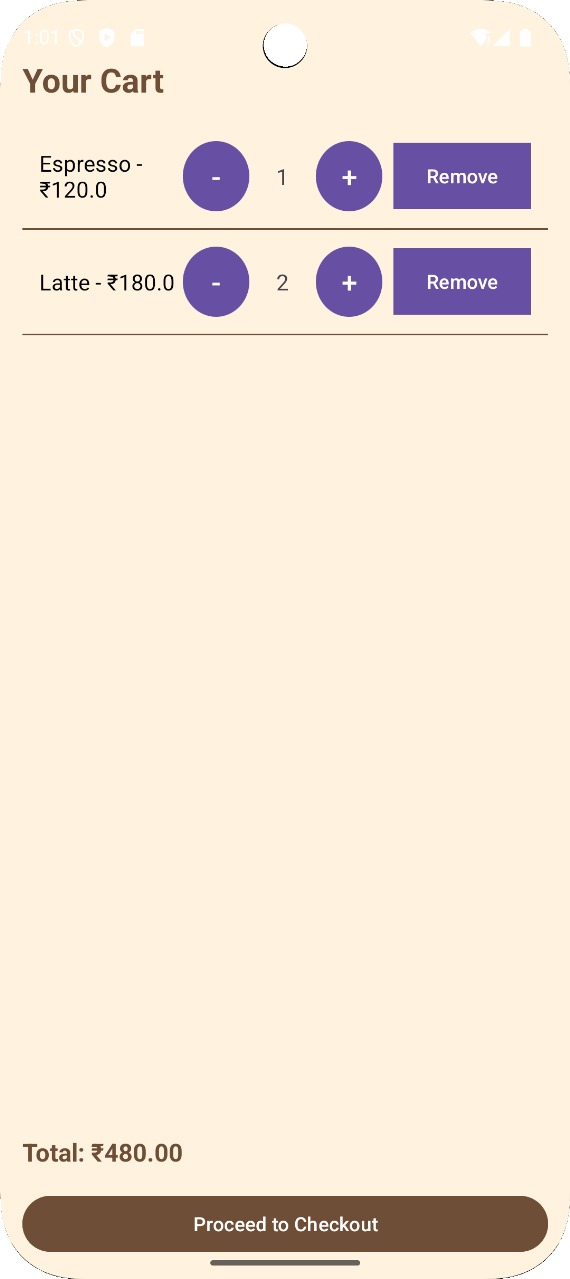 1:01
Your Cart
Espresso -
₹120.0
- 1 + Remove
Latte - ₹180.0 - 2 + Remove
Total: ₹480.00
Proceed to Checkout